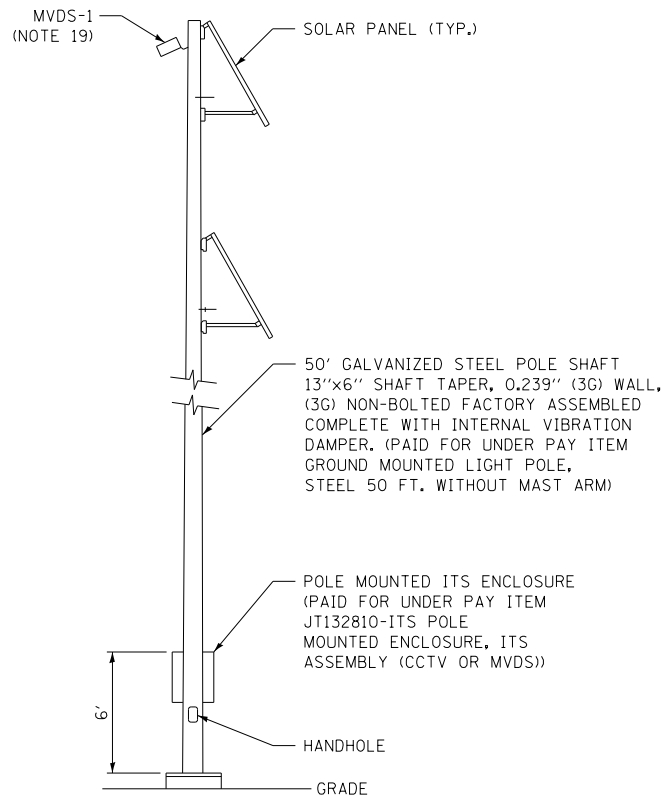 MVDS-1
(NOTE 19)
SOLAR PANEL (TYP.)
50' GALVANIZED STEEL POLE SHAFT
13''x6'' SHAFT TAPER, 0.239'' (3G) WALL,
(3G) NON-BOLTED FACTORY ASSEMBLED
COMPLETE WITH INTERNAL VIBRATION
DAMPER. (PAID FOR UNDER PAY ITEM
GROUND MOUNTED LIGHT POLE,
STEEL 50 FT. WITHOUT MAST ARM)
POLE MOUNTED ITS ENCLOSURE
(PAID FOR UNDER PAY ITEM
JT132810-ITS POLE
MOUNTED ENCLOSURE, ITS
ASSEMBLY (CCTV OR MVDS))
6'
HANDHOLE
GRADE